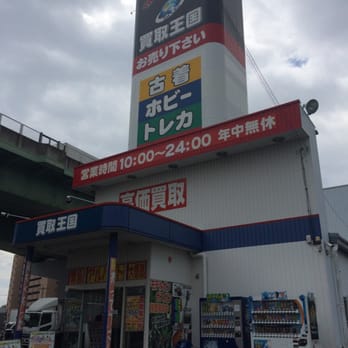 買取王国
お売り下さい
古着
ホビー
トレカ
営業時間10:00〜24:00 年中無休
高価買取
買取王国